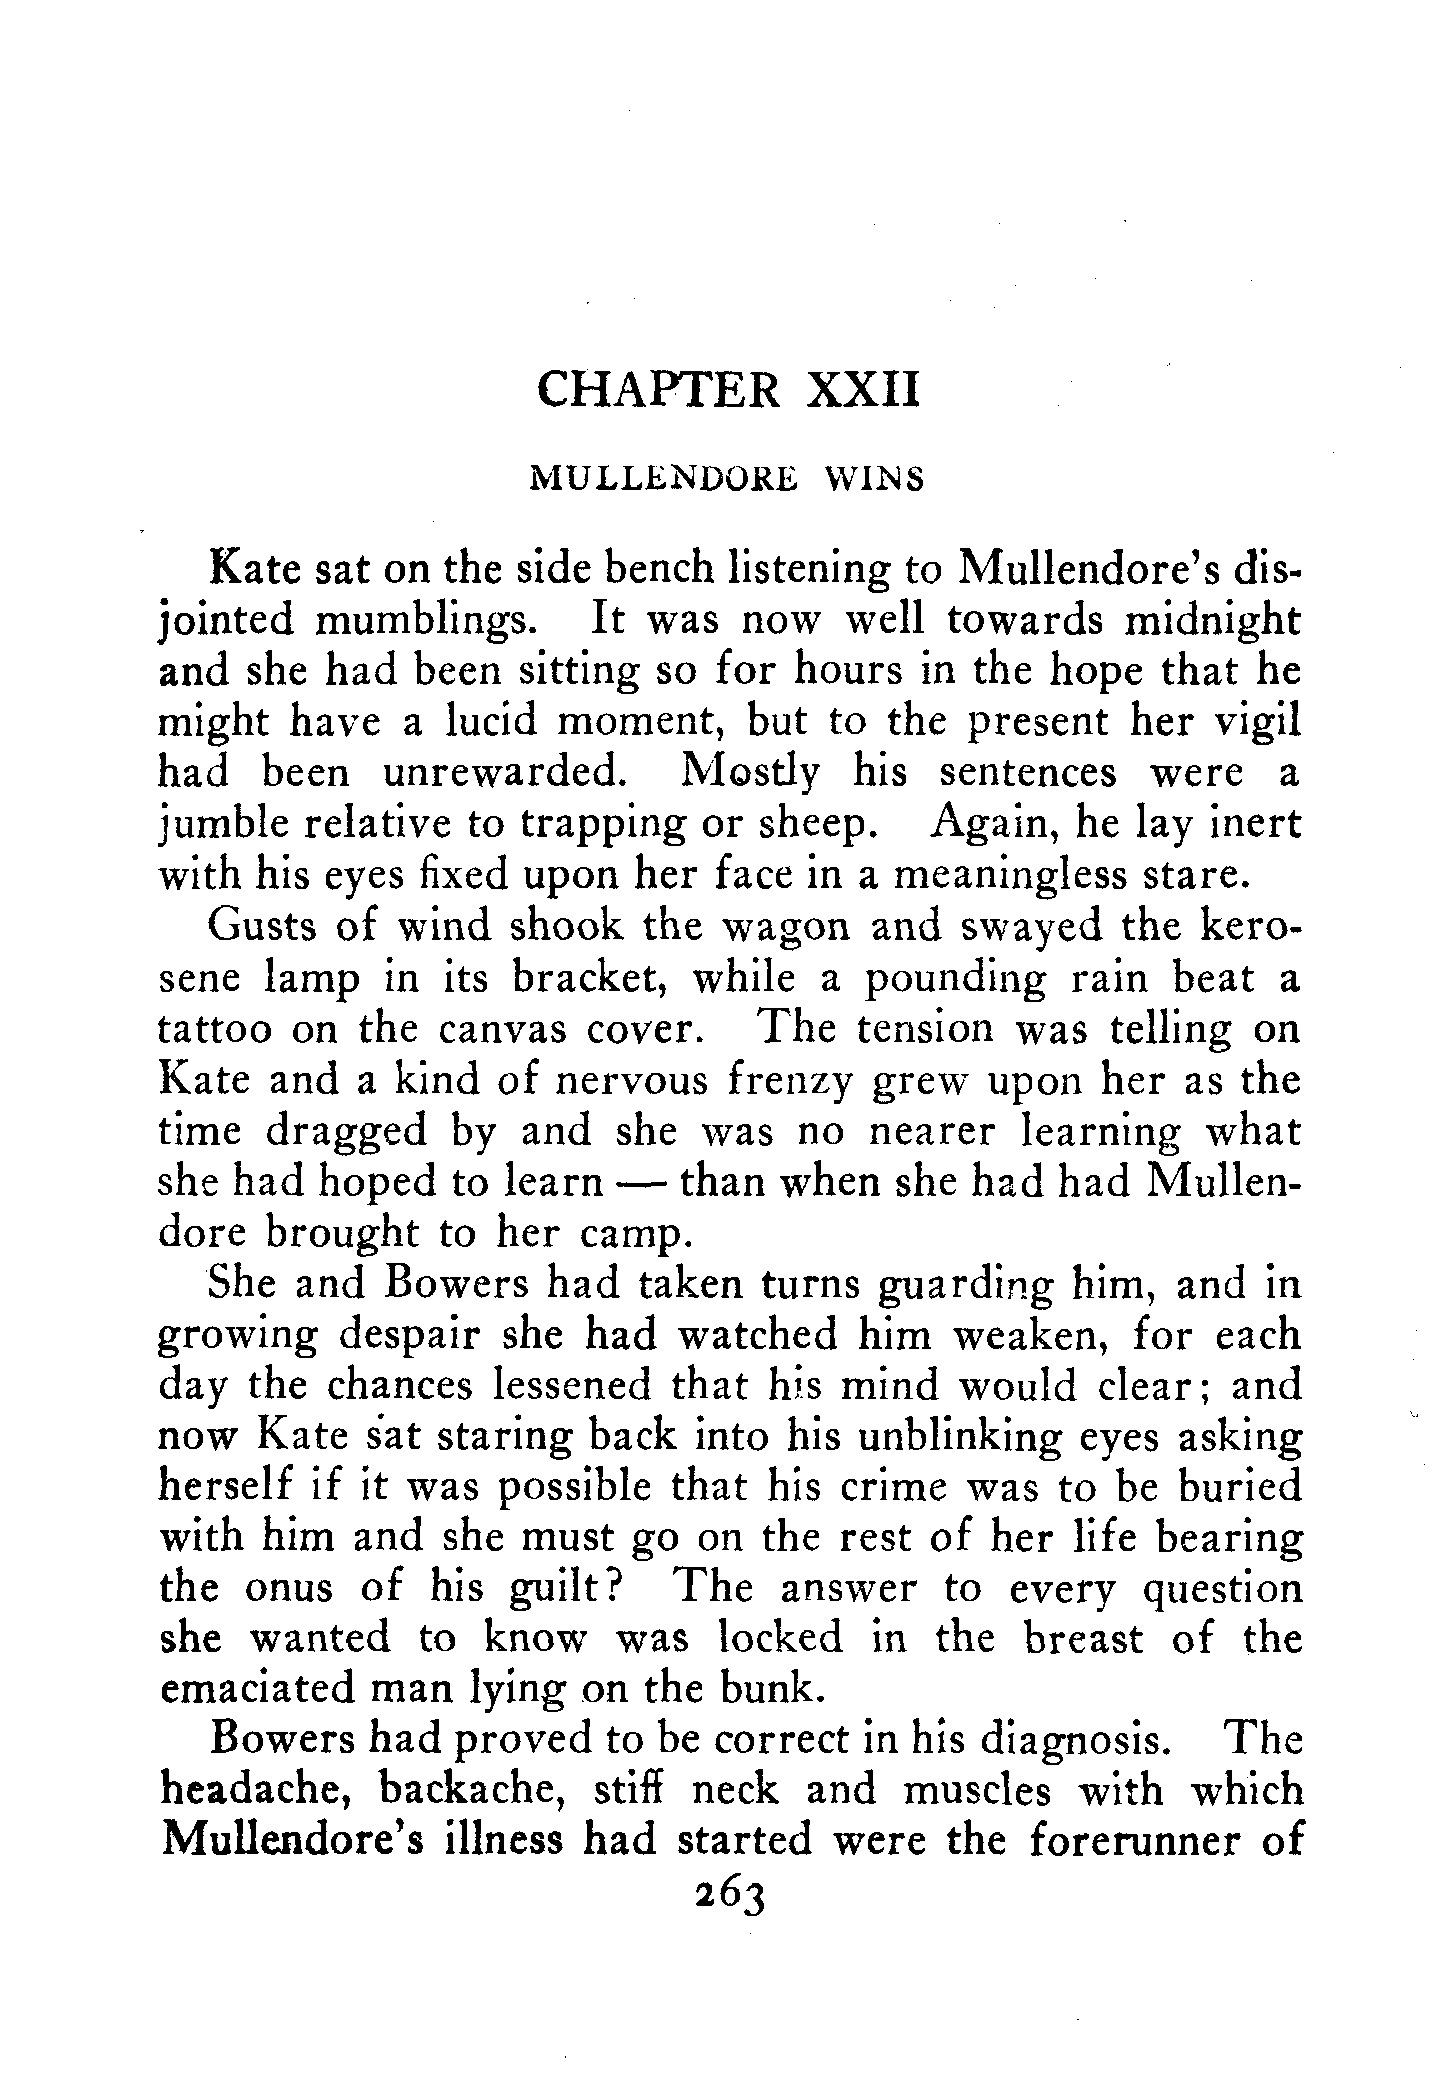 CHAPTER XXII
MULLENDORE WINS
Kate sat on the side bench listening to Mullendore's dis-
jointed mumblings. It was now well towards midnight
and she had been sitting so for hours in the hope that he
might have a lucid moment, but to the present her vigil
had been unrewarded. Mostly his sentences were a
jumble relative to trapping or sheep. Again, he lay inert
with his eyes fixed upon her face in a meaningless stare.
Gusts of wind shook the wagon and swayed the kero-
sene lamp in its bracket, while a pounding rain beat a
tattoo on the canvas cover. The tension was telling on
Kate and a kind of nervous frenzy grew upon her as the
time dragged by and she was no nearer learning what
she had hoped to learn — than when she had had Mullen-
dore brought to her camp.
She and Bowers had taken turns guarding him, and in
growing despair she had watched him weaken, for each
day the chances lessened that his mind would clear; and
now Kate sat staring back into his unblinking eyes asking
herself if it was possible that his crime was to be buried
with him and she must go on the rest of her life bearing
the onus of his guilt? The answer to every question
she wanted to know was locked in the breast of the
emaciated man lying on the bunk.
Bowers had proved to be correct in his diagnosis. The
headache, backache, stiff neck and muscles with which
Mullendore's illness had started were the forerunner of
263